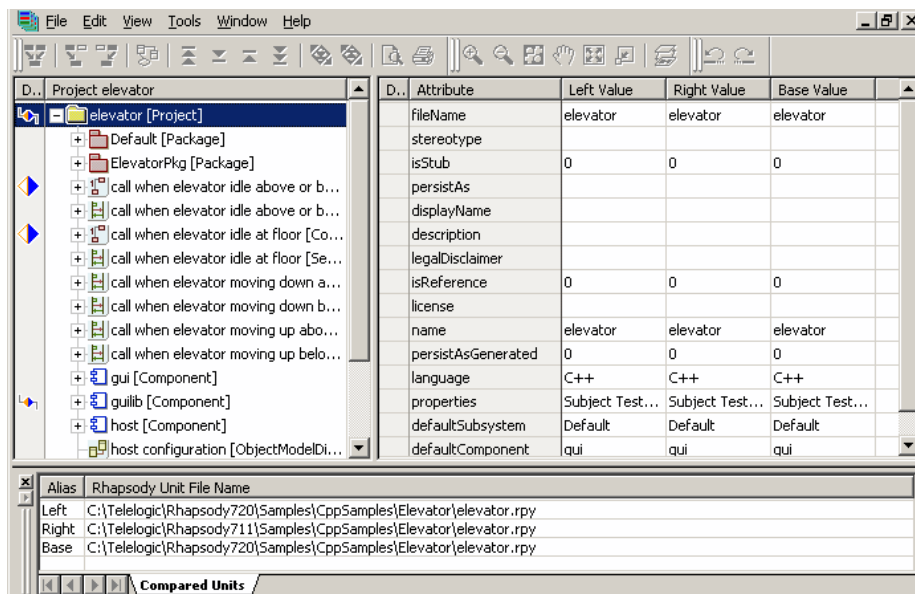 File Edit View Tools Window Help
D.. Project elevator
elevator [Project]
Default [Package]
ElevatorPkg [Package]
call when elevator idle above or b...
call when elevator idle above or b...
call when elevator idle at floor [Co...
call when elevator idle at floor [Se...
call when elevator moving down a...
call when elevator moving down b...
call when elevator moving up abo...
call when elevator moving up belo...
gui [Component]
guilib [Component]
host [Component]
host configuration [ObjectModelDi...
D.. Attribute Left Value Right Value Base Value
fileName elevator elevator elevator
stereotype
isStub 0 0 0
persistAs
displayName
description
legalDisclaimer
isReference 0 0 0
license
name elevator elevator elevator
persistAsGenerated 0 0 0
language C++ C++ C++
properties Subject Test... Subject Test... Subject Test...
defaultSubsystem Default Default Default
defaultComponent gui gui gui
Alias Rhapsody Unit File Name
Left C:\Telelogic\Rhapsody720\Samples\CppSamples\Elevator\elevator.rpy
Right C:\Telelogic\Rhapsody711\Samples\CppSamples\Elevator\elevator.rpy
Base C:\Telelogic\Rhapsody720\Samples\CppSamples\Elevator\elevator.rpy
Compared Units